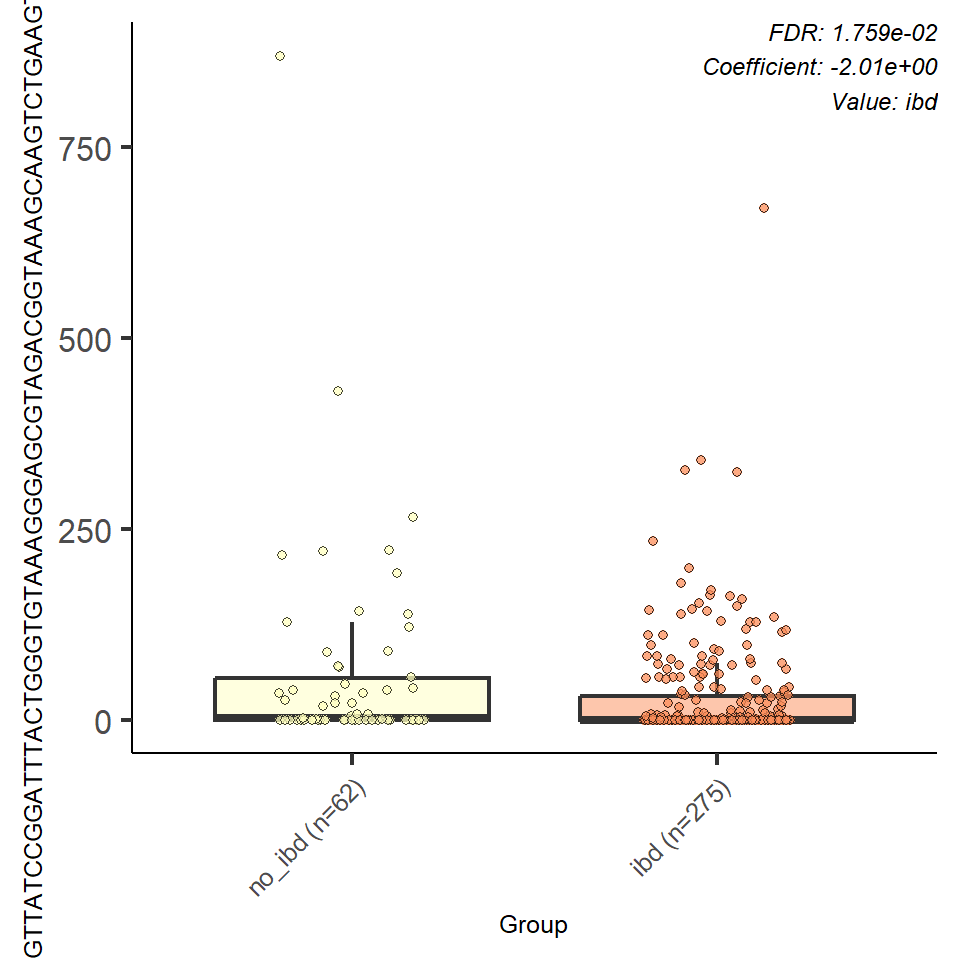 FDR: 1.759e-02
Coefficient: -2.01e+00
Value: ibd
GTTATCCGGATTTACTGGGTGTAAAGGGAGCGTAGACGGTAAAGCAAGTCTGAAGT
750
500
250
0
no_ibd (n=62)
ibd (n=275)
Group